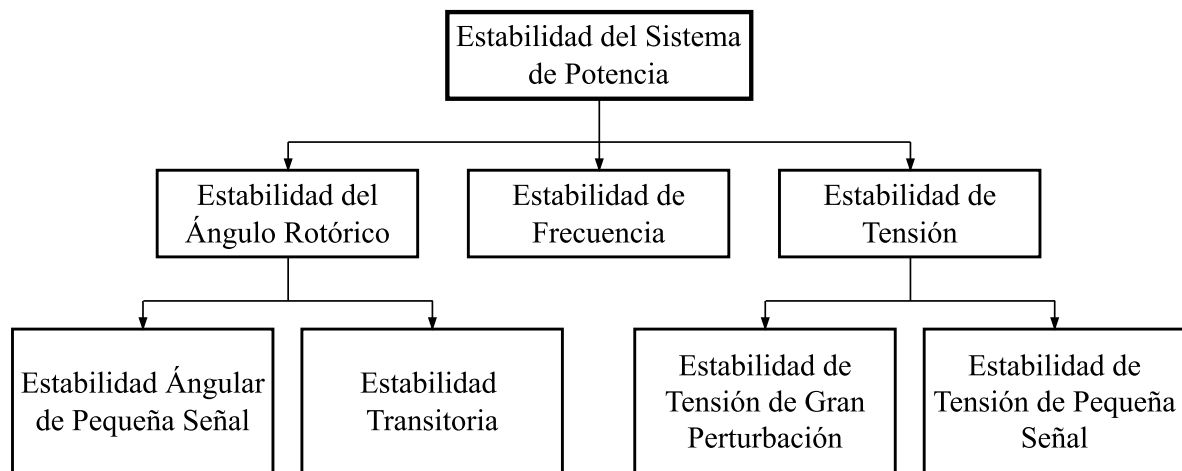 Estabilidad del Sistema
de Potencia
Estabilidad del
Ángulo Rotórico
Estabilidad de
Frecuencia
Estabilidad de
Tensión
Estabilidad Ángular
de Pequeña Señal
Estabilidad
Transitoria
Estabilidad de
Tensión de Gran
Perturbación
Estabilidad de
Tensión de Pequeña
Señal